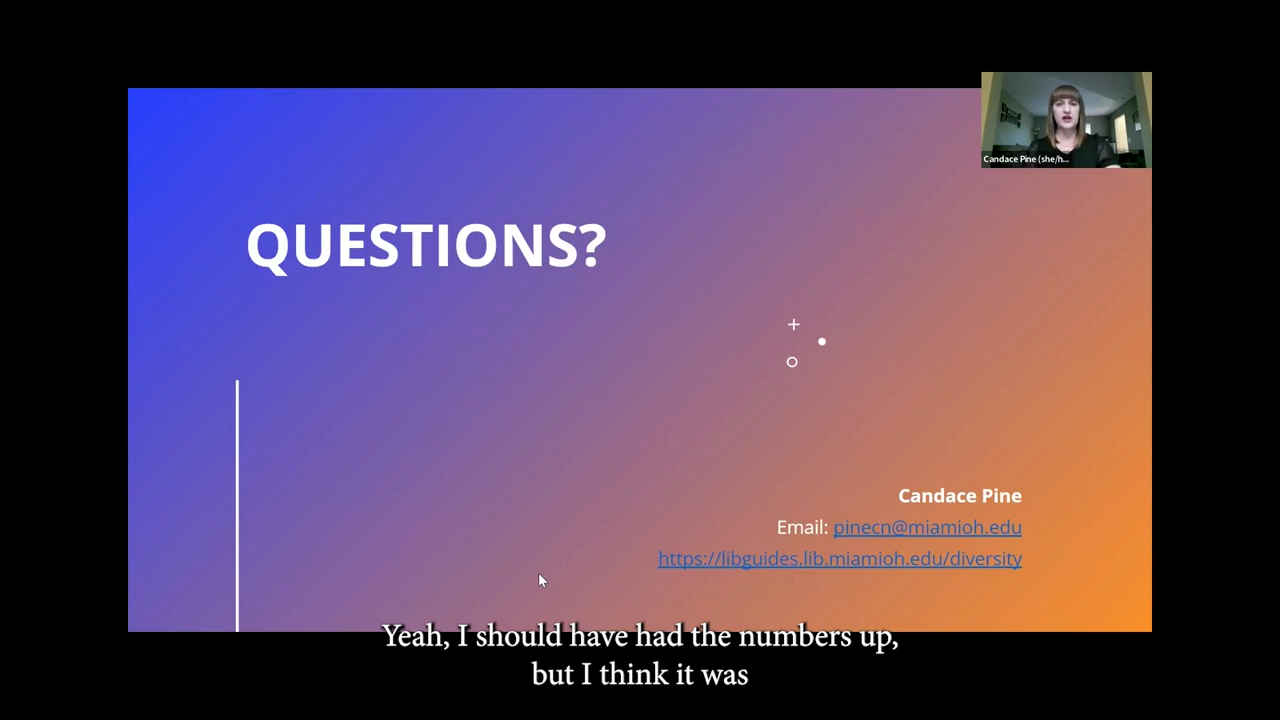 Candace Pine (she/h...
QUESTIONS?
Candace Pine
Email: pinecn@miamioh.edu
https://libguides.lib.miamioh.edu/diversity
Yeah, I should have had the numbers up,
but I think it was